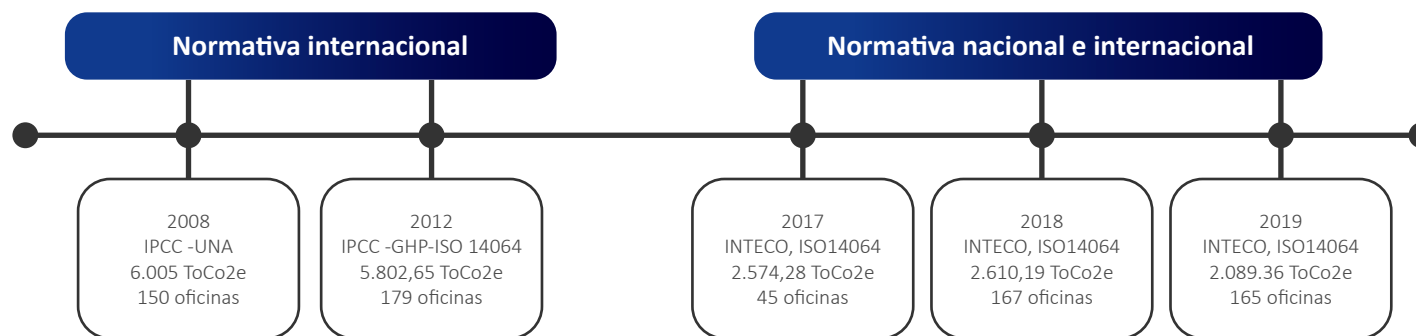 Normativa internacional
Normativa nacional e internacional
2008
IPCC -UNA
6.005 ToCo2e
150 oficinas
2012
IPCC -GHP-ISO 14064
5.802,65 ToCo2e
179 oficinas
2017
INTECO, ISO14064
2.574,28 ToCo2e
45 oficinas
2018
INTECO, ISO14064
2.610,19 ToCo2e
167 oficinas
2019
INTECO, ISO14064
2.089.36 ToCo2e
165 oficinas